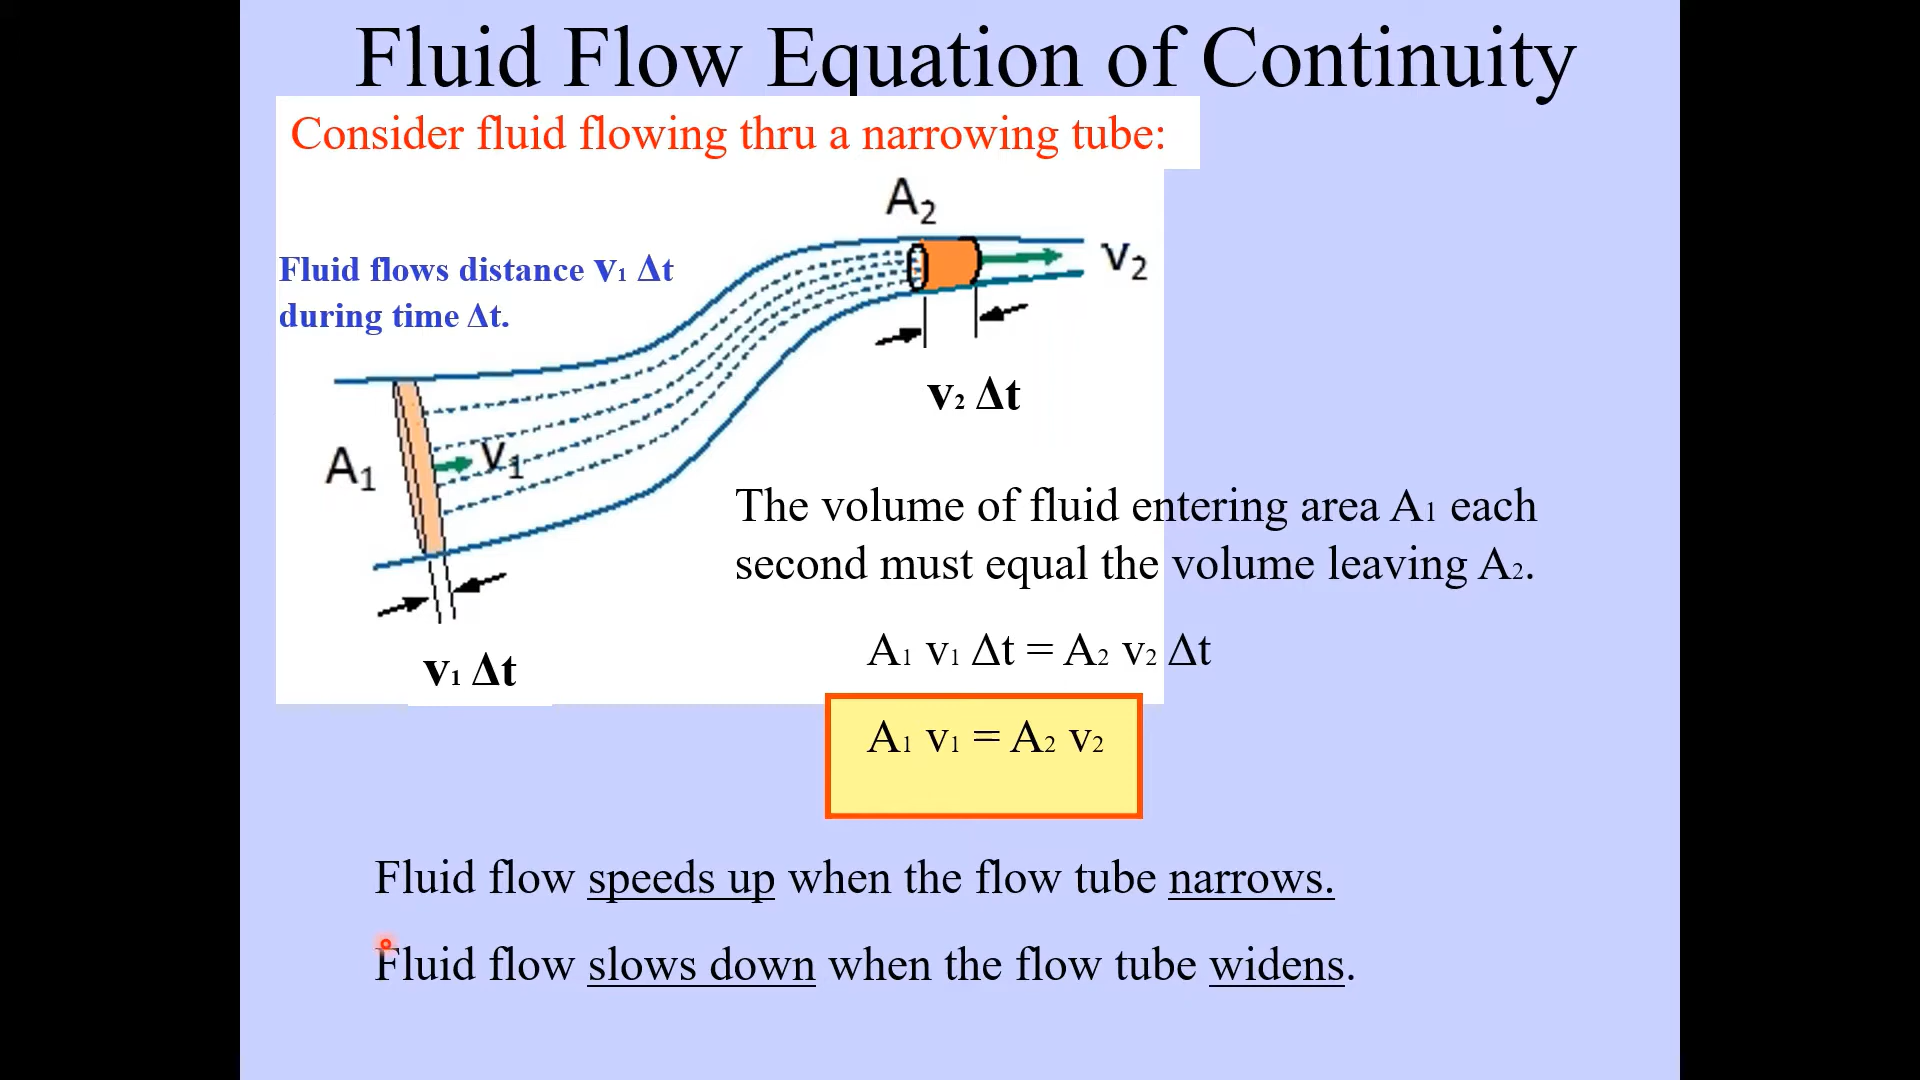 Fluid Flow Equation of Continuity
Consider fluid flowing thru a narrowing tube:
A₂
v₂
Fluid flows distance v₁ Δt
during time Δt.
v₂ Δt
A₁
v₁
The volume of fluid entering area A₁ each
second must equal the volume leaving A₂.
A₁ v₁ Δt = A₂ v₂ Δt
v₁ Δt
A₁ v₁ = A₂ v₂
Fluid flow speeds up when the flow tube narrows.
Fluid flow slows down when the flow tube widens.